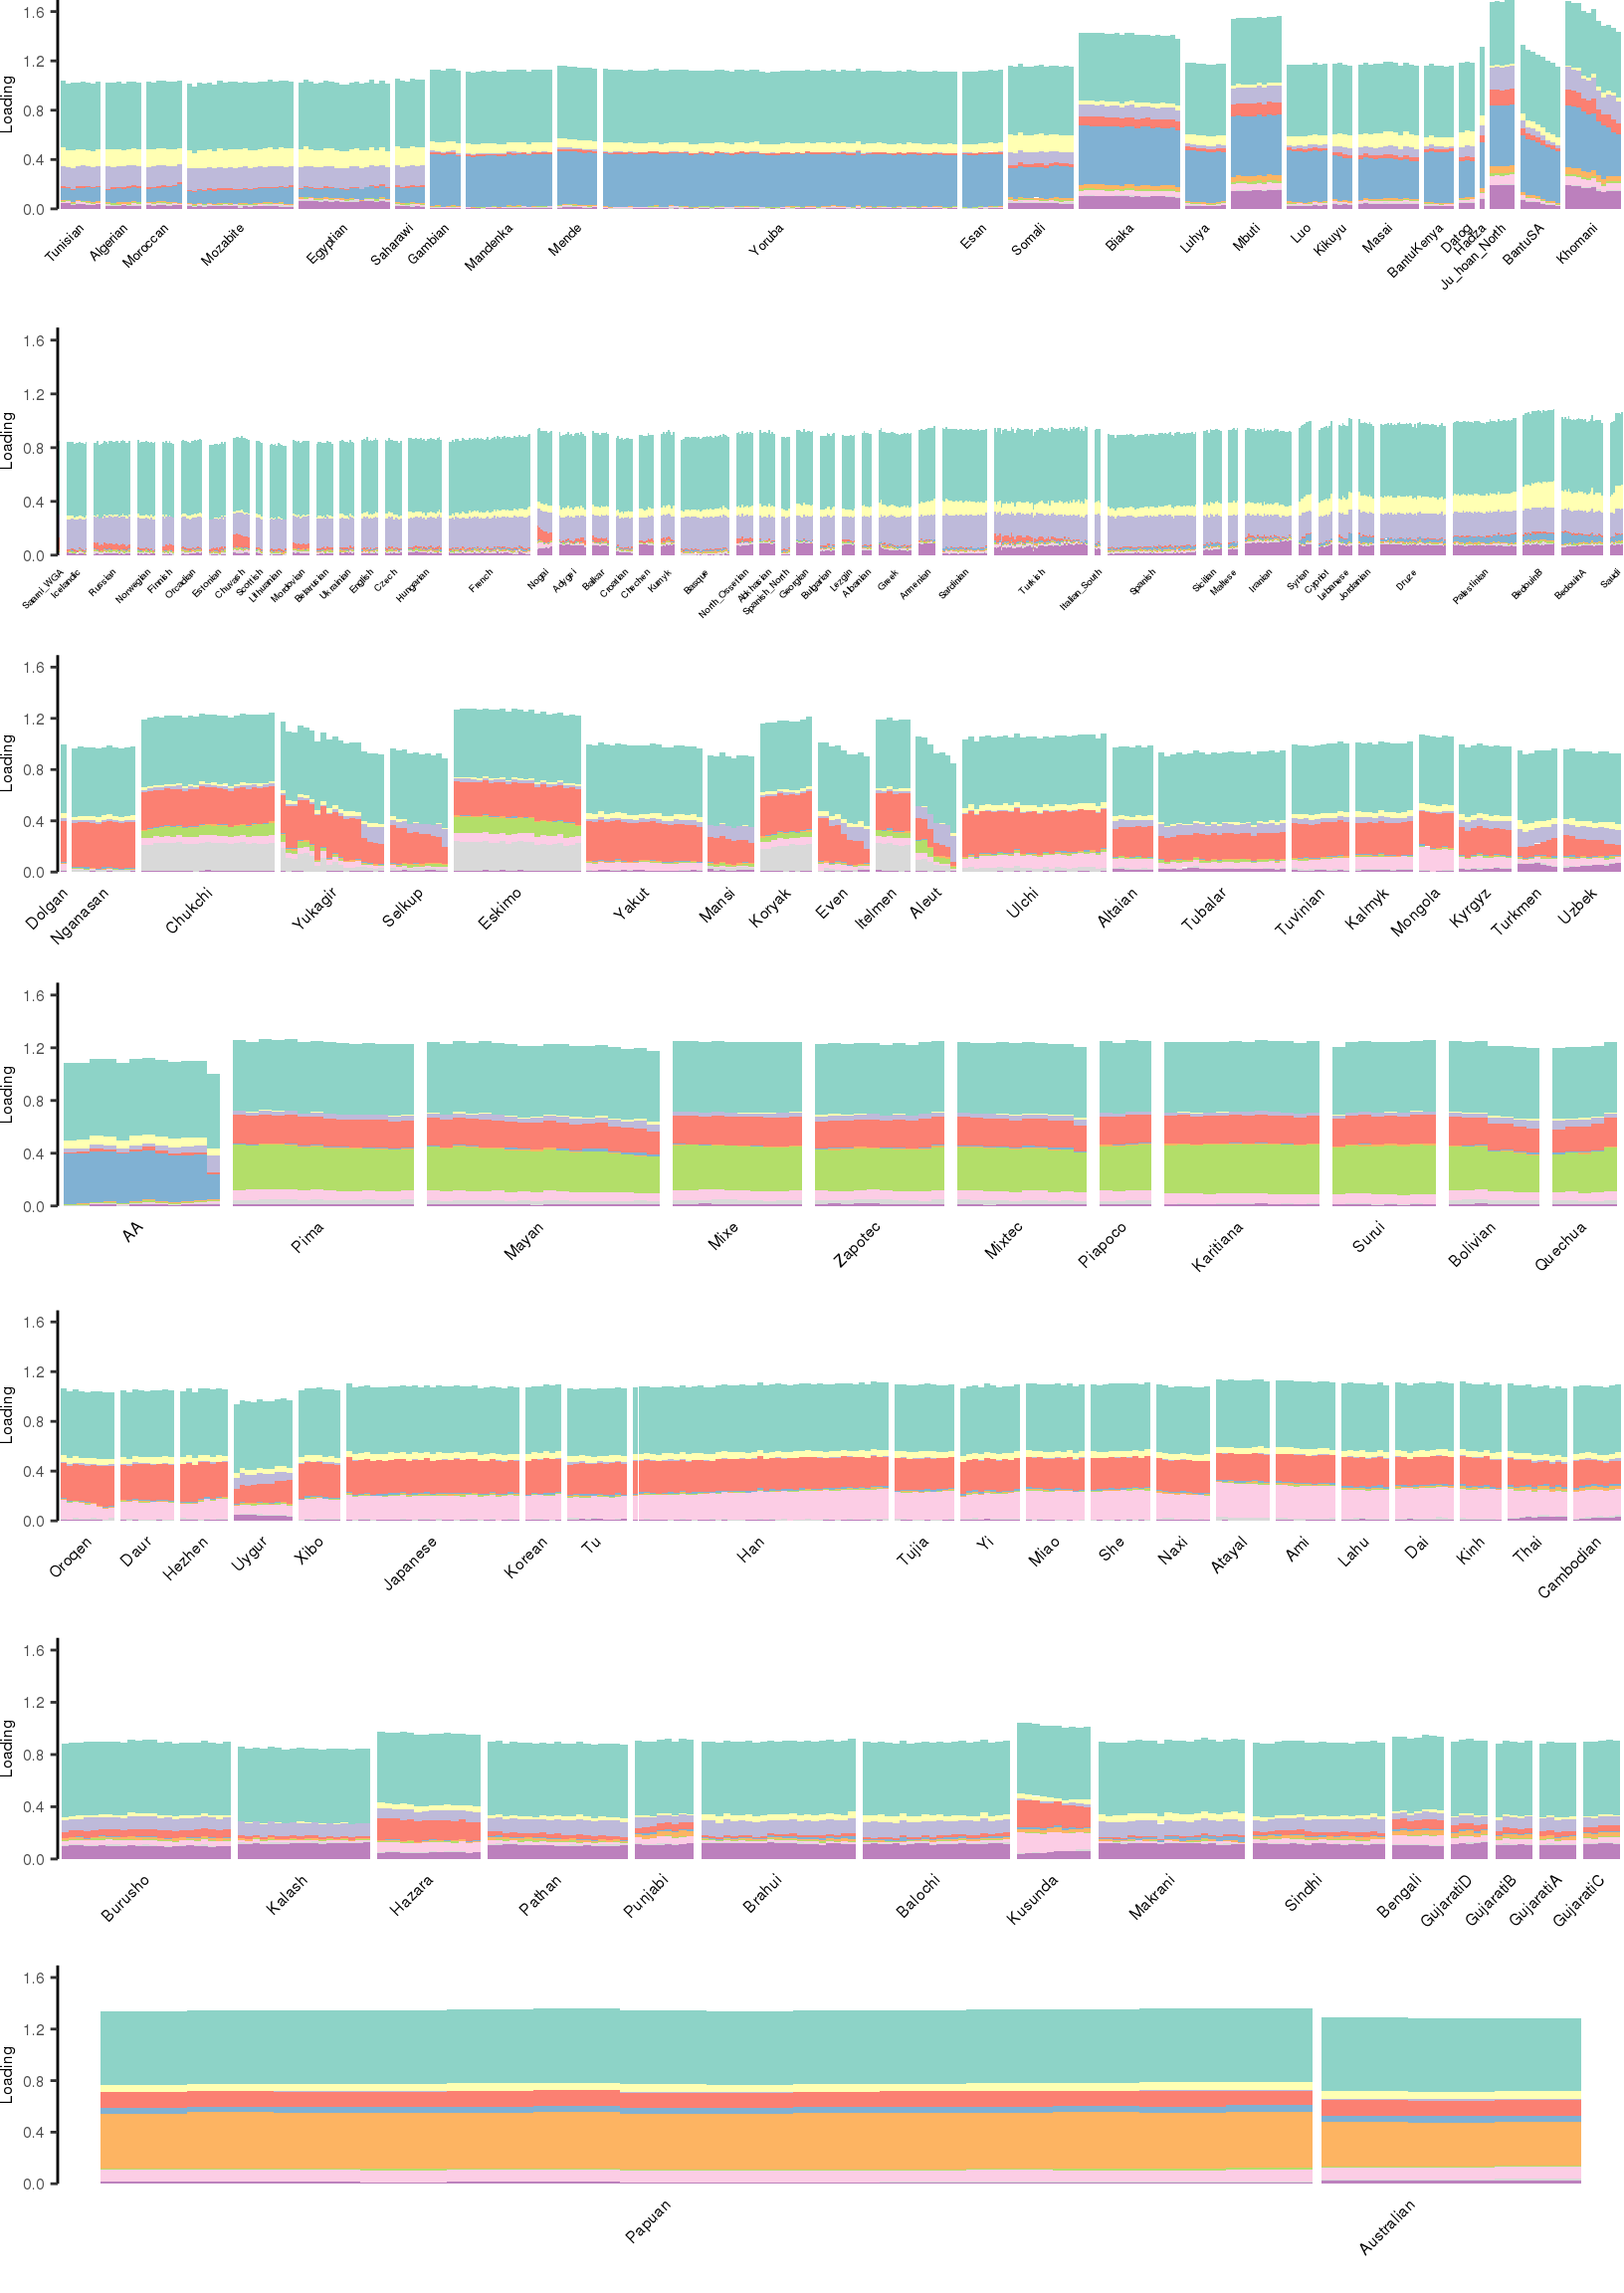 1.6
1.2
0.8
0.4
0.0
Loading
Tunisian Algerian Moroccan Mozabite Egyptian Saharawi Gambian Mandenka Mende Yoruba Esan Somali Biaka Luhya Mbuti Luo Kikuyu Masai BantuKenya Datog Hadza Ju_hoan_North BantuSA Khomani
1.6
1.2
0.8
0.4
0.0
Loading
Saami_WGA Icelandic Russian Norwegian Finnish Orcadian Estonian Chuvash Scottish Lithuanian Mordovian Belarusian Ukrainian English Czech Hungarian French Nogai Adygei Balkar Croatian Chechen Kumyk Basque North_Ossetian Abkhasian Spanish_North Georgian Bulgarian Lezgin Albanian Greek Armenian Sardinian Turkish Italian_South Spanish Sicilian Maltese Iranian Syrian Cypriot Lebanese Jordanian Druze Palestinian BedouinB BedouinA Saudi
1.6
1.2
0.8
0.4
0.0
Loading
Dolgan Nganasan Chukchi Yukagir Selkup Eskimo Yakut Mansi Koryak Even Itelmen Aleut Ulchi Altaian Tubalar Tuvinian Kalmyk Mongola Kyrgyz Turkmen Uzbek
1.6
1.2
0.8
0.4
0.0
Loading
AA Pima Mayan Mixe Zapotec Mixtec Piapoco Karitiana Surui Bolivian Quechua
1.6
1.2
0.8
0.4
0.0
Loading
Oroqen Daur Hezhen Uygur Xibo Japanese Korean Tu Han Tujia Yi Miao She Naxi Atayal Ami Lahu Dai Kinh Thai Cambodian
1.6
1.2
0.8
0.4
0.0
Loading
Burusho Kalash Hazara Pathan Punjabi Brahui Balochi Kusunda Makrani Sindhi Bengali GujaratiD GujaratiB GujaratiA GujaratiC
1.6
1.2
0.8
0.4
0.0
Loading
Papuan Australian